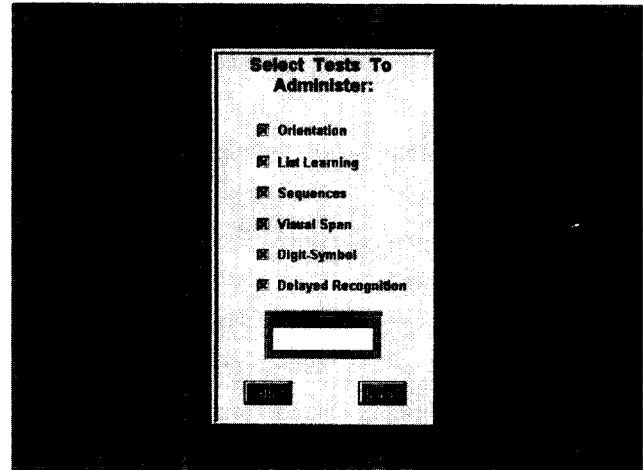 Select Tests To
Administer:
Orientation
List Learning
Sequences
Visual Span
Digit-Symbol
Delayed Recognition